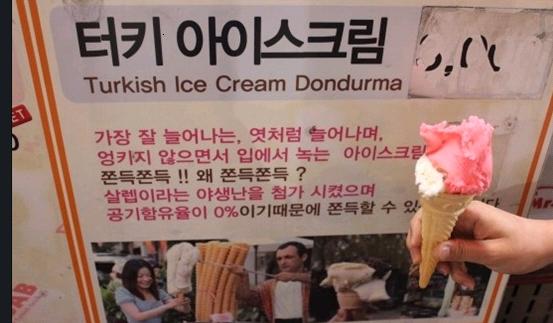 터키 아이스크림
Turkish Ice Cream Dondurma
가장 잘 늘어나는, 엿처럼 늘어나며,
엉키지 않으면서 입에서 녹는 아이스크림
쫀득쫀득 !! 왜 쫀득쫀득 ?
살렙이라는 야생난을 첨가 시켰으며
공기함유율이 0%이기때문에 쫀득할 수